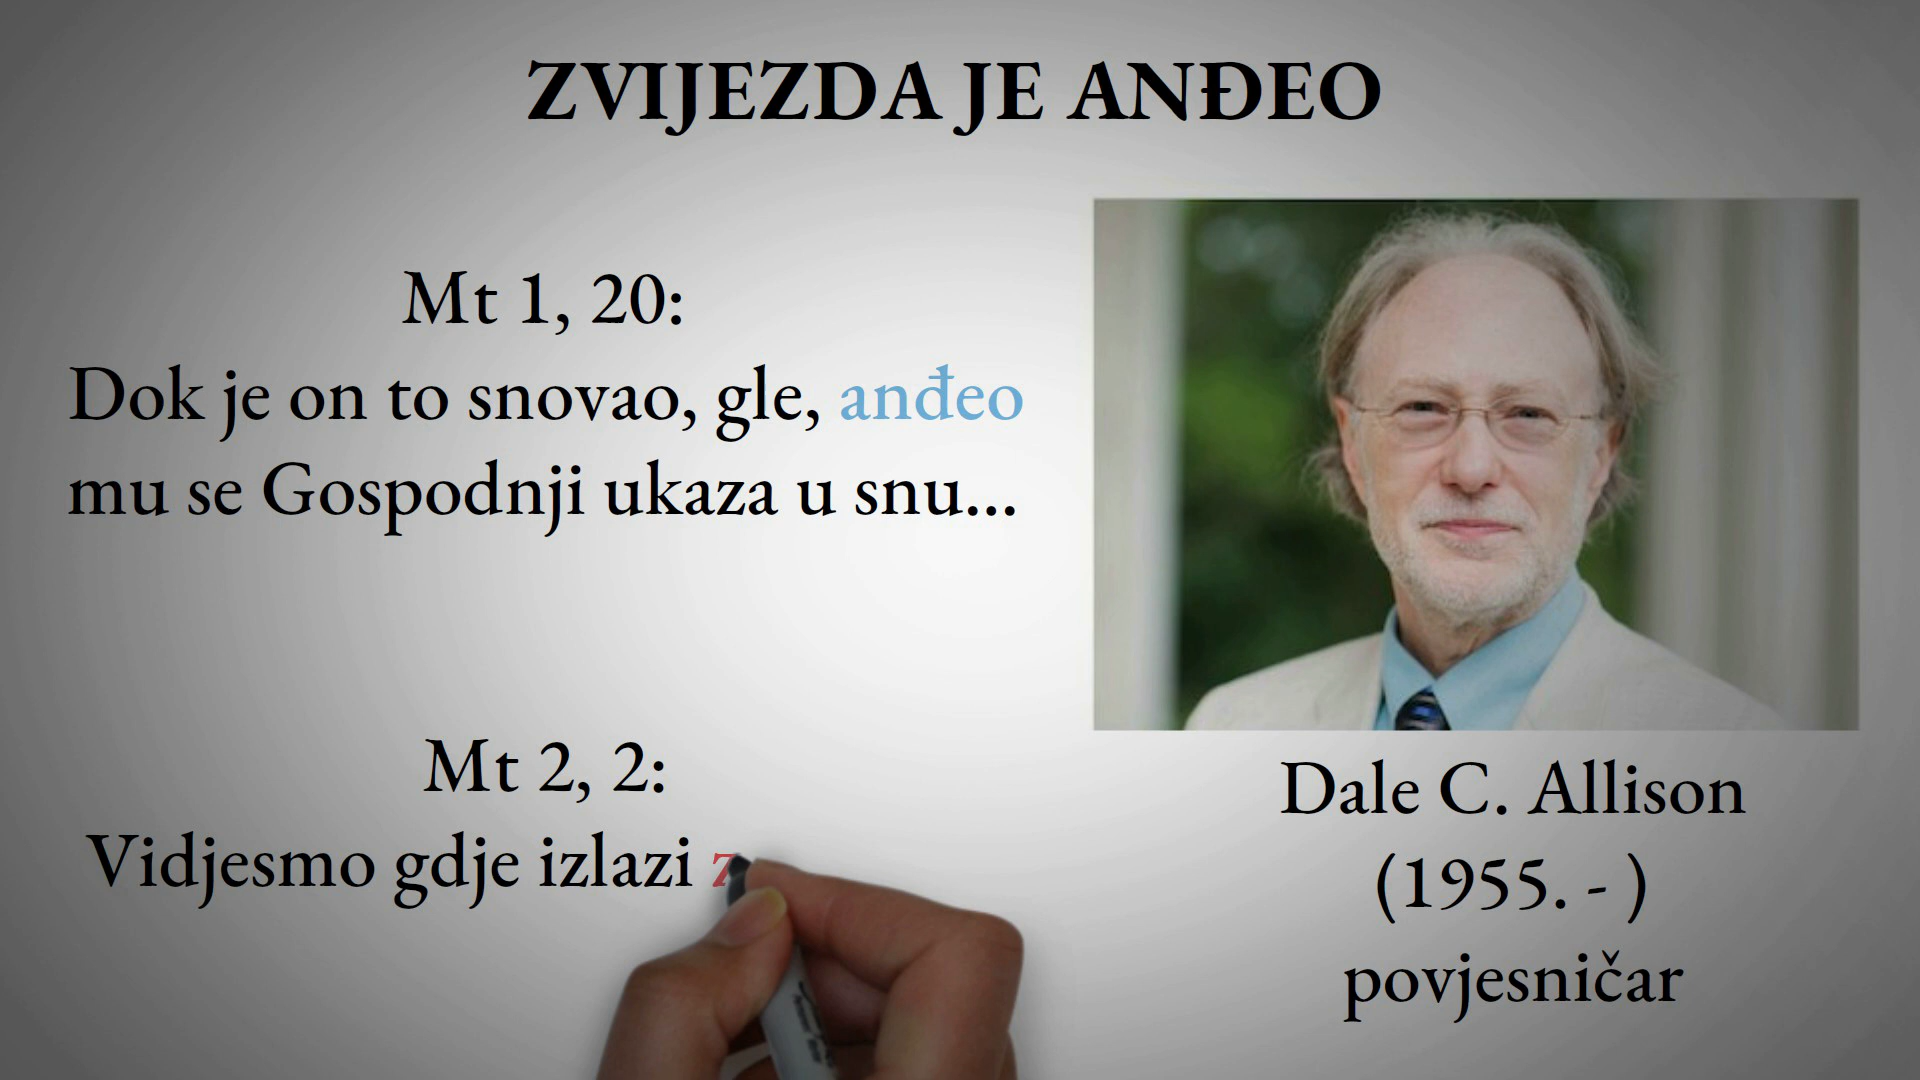 ZVIJEZDA JE ANĐEO
Mt 1, 20:
Dok je on to snovao, gle, anđeo
mu se Gospodnji ukaza u snu...
Mt 2, 2:
Vidjesmo gdje izlazi z
Dale C. Allison
(1955. - )
povjesničar